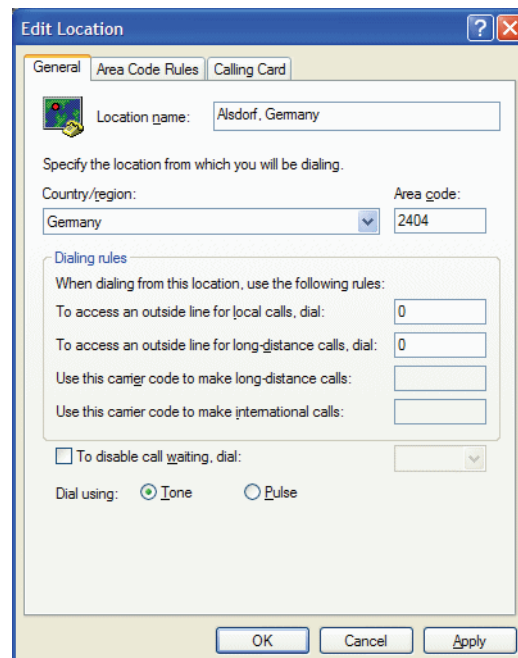 Edit Location
General Area Code Rules Calling Card
Location name: Alsdorf, Germany
Specify the location from which you will be dialing.
Country/region: Area code:
Germany 2404
Dialing rules
When dialing from this location, use the following rules:
To access an outside line for local calls, dial: 0
To access an outside line for long-distance calls, dial: 0
Use this carrier code to make long-distance calls:
Use this carrier code to make international calls:
To disable call waiting, dial:
Dial using: Tone Pulse
OK Cancel Apply